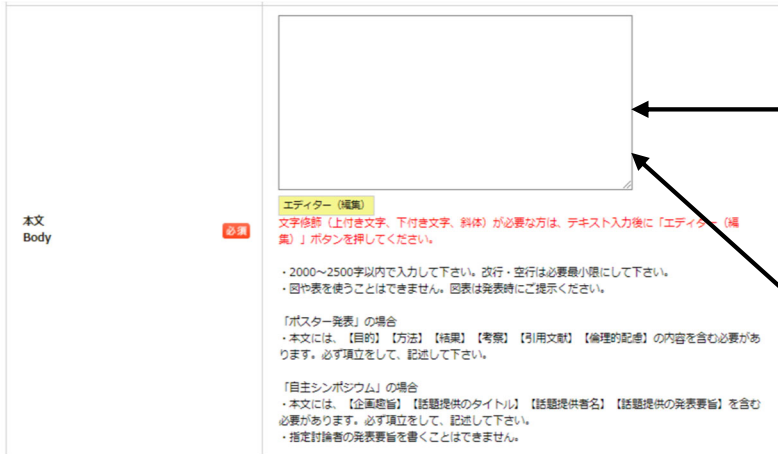 本文
Body
必須
エディター（編集）
文字修飾（上付き文字、下付き文字、斜体）が必要な方は、テキスト入力後に「エディター（編
集）」ボタンを押してください。
・2000～2500字以内で入力して下さい。改行・空行は必要最小限にして下さい。
・図や表を使うことはできません。図表は発表時にご提示ください。
「ポスター発表」の場合
・本文には、【目的】【方法】【結果】【考察】【引用文献】【倫理的配慮】の内容を含む必要があ
ります。必ず項立をして、記述して下さい。
「自主シンポジウム」の場合
・本文には、【企画趣旨】【話題提供のタイトル】【話題提供者名】【話題提供の発表要旨】を含む
必要があります。必ず項立をして、記述して下さい。
・指定討論者の発表要旨を書くことはできません。